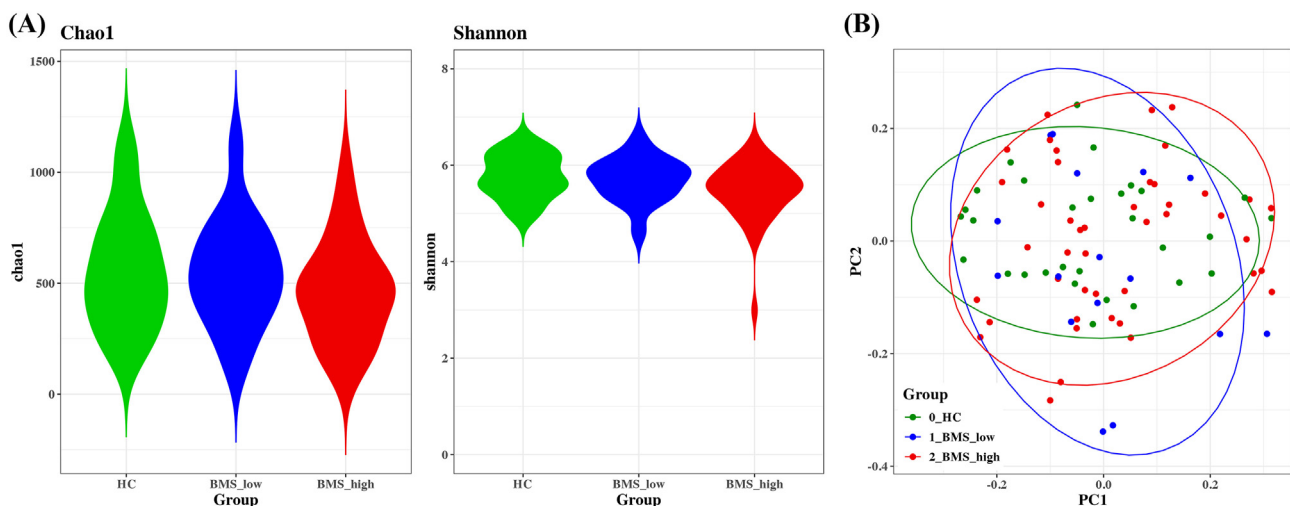 (A)
Chao1
1500
1000
500
0
chao1
HC
BMS_low
BMS_high
Group
Shannon
8
6
4
2
0
shannon
HC
BMS_low
BMS_high
Group
(B)
0.2
0.0
-0.2
-0.4
PC2
Group
0_HC
1_BMS_low
2_BMS_high
-0.2
0.0
0.2
PC1